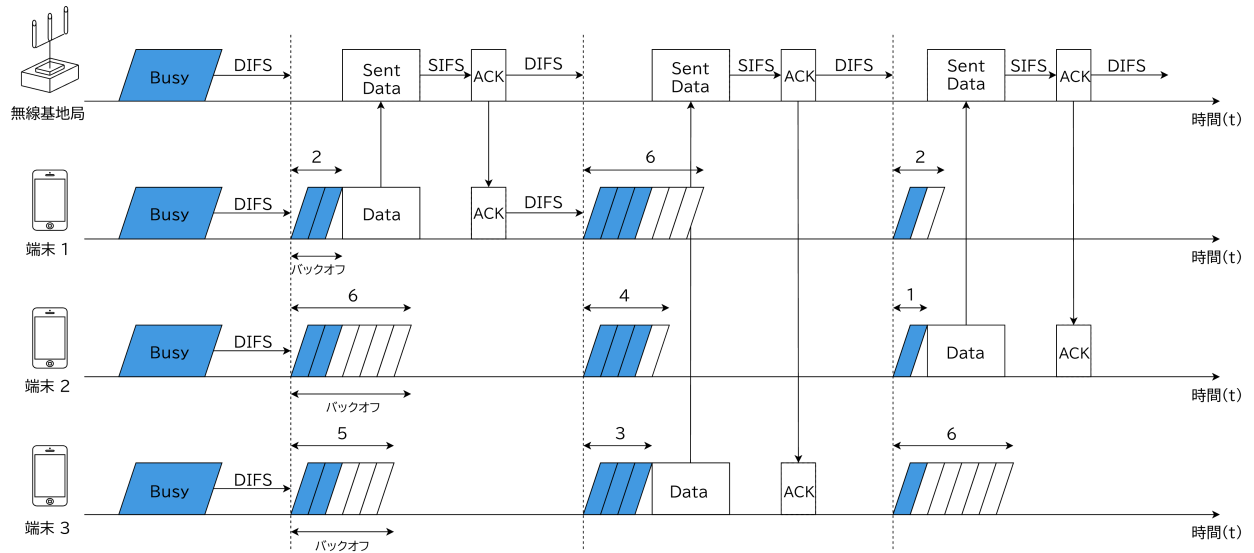 Busy
DIFS
Sent
Data
SIFS
ACK
DIFS
Sent
Data
SIFS
ACK
DIFS
Sent
Data
SIFS
ACK
DIFS
無線基地局
時間(t)
2
6
2
Busy
DIFS
Data
ACK
DIFS
端末 1
時間(t)
バックオフ
6
4
1
Busy
DIFS
Data
ACK
端末 2
時間(t)
バックオフ
5
3
6
Busy
DIFS
Data
ACK
端末 3
時間(t)
バックオフ